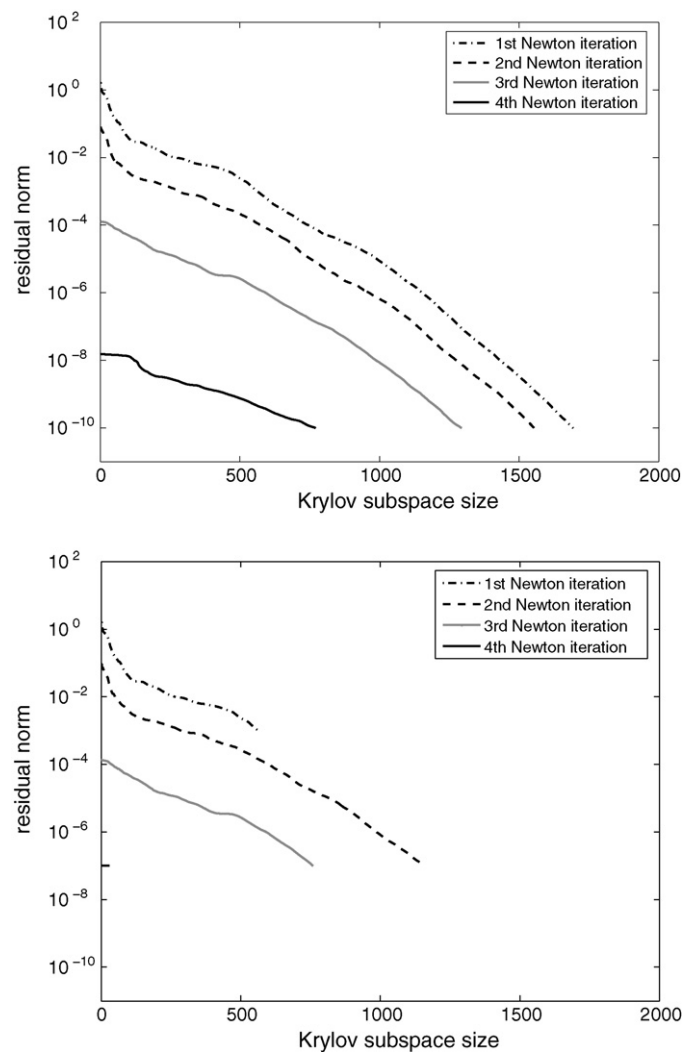 10^2
10^0
10^-2
10^-4
10^-6
10^-8
10^-10
residual norm
1st Newton iteration
2nd Newton iteration
3rd Newton iteration
4th Newton iteration
0 500 1000 1500 2000
Krylov subspace size
10^2
10^0
10^-2
10^-4
10^-6
10^-8
10^-10
residual norm
1st Newton iteration
2nd Newton iteration
3rd Newton iteration
4th Newton iteration
0 500 1000 1500 2000
Krylov subspace size